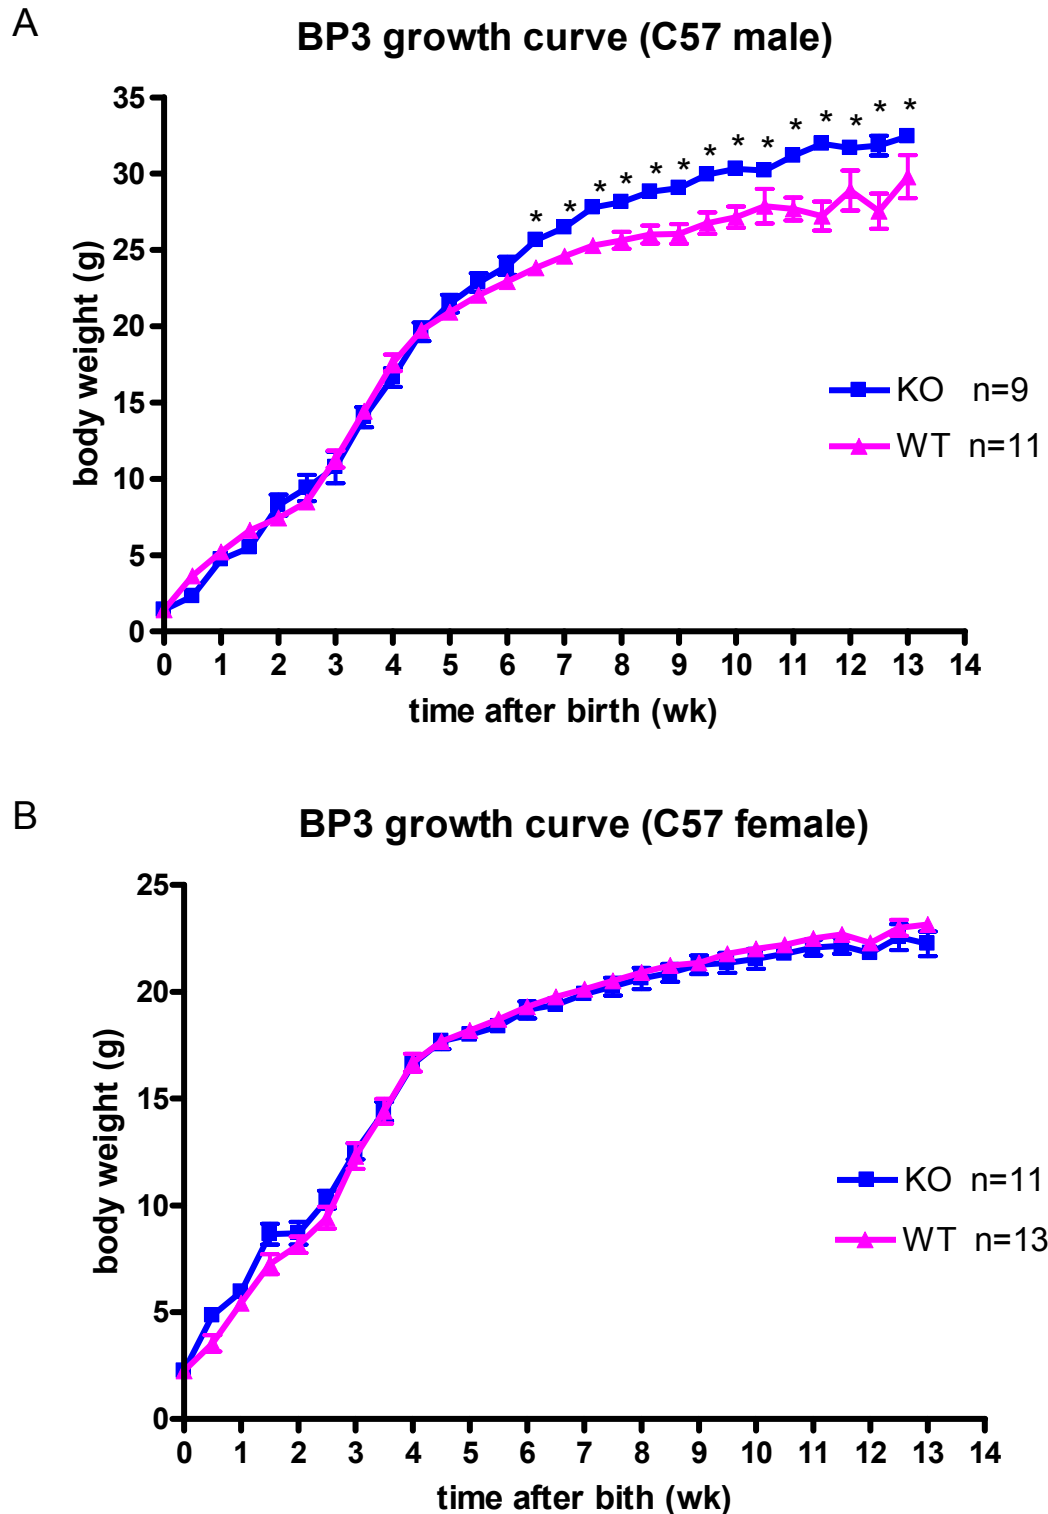 A
BP3 growth curve (C57 male)
35
30
25
20
15
10
5
0
body weight (g)
* * * * * * * * * * * * * *
KO n=9
WT n=11
0 1 2 3 4 5 6 7 8 9 10 11 12 13 14
time after birth (wk)
B
BP3 growth curve (C57 female)
25
20
15
10
5
0
body weight (g)
KO n=11
WT n=13
0 1 2 3 4 5 6 7 8 9 10 11 12 13 14
time after bith (wk)